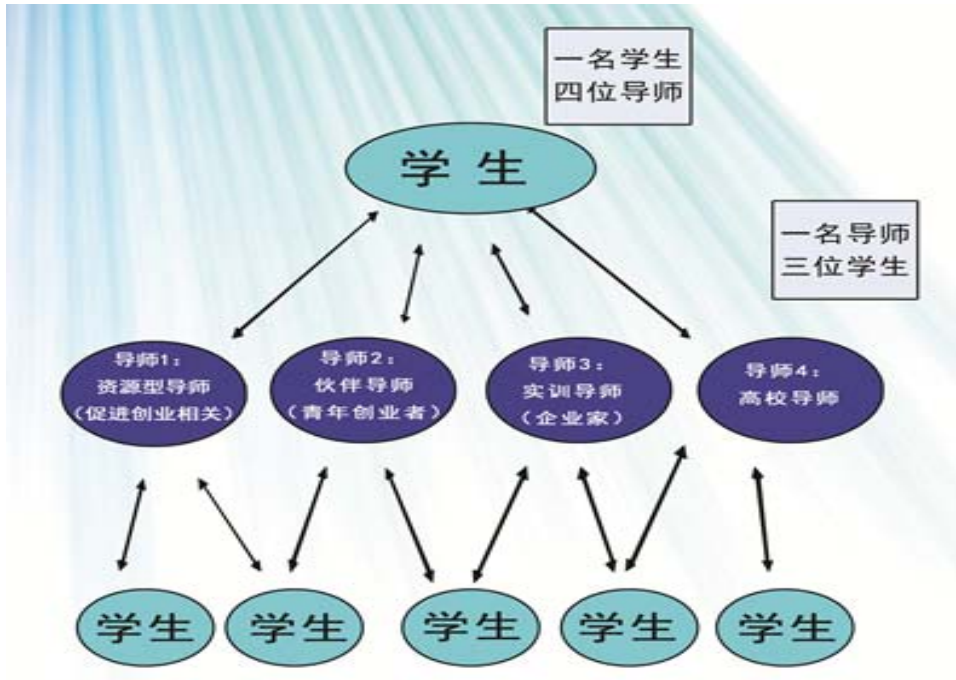 一名学生
四位导师
学生
一名导师
三位学生
导师1：
资源型导师
（促进创业相关）
导师2：
伙伴导师
（青年创业者）
导师3：
实训导师
（企业家）
导师4：
高校导师
学生
学生
学生
学生
学生